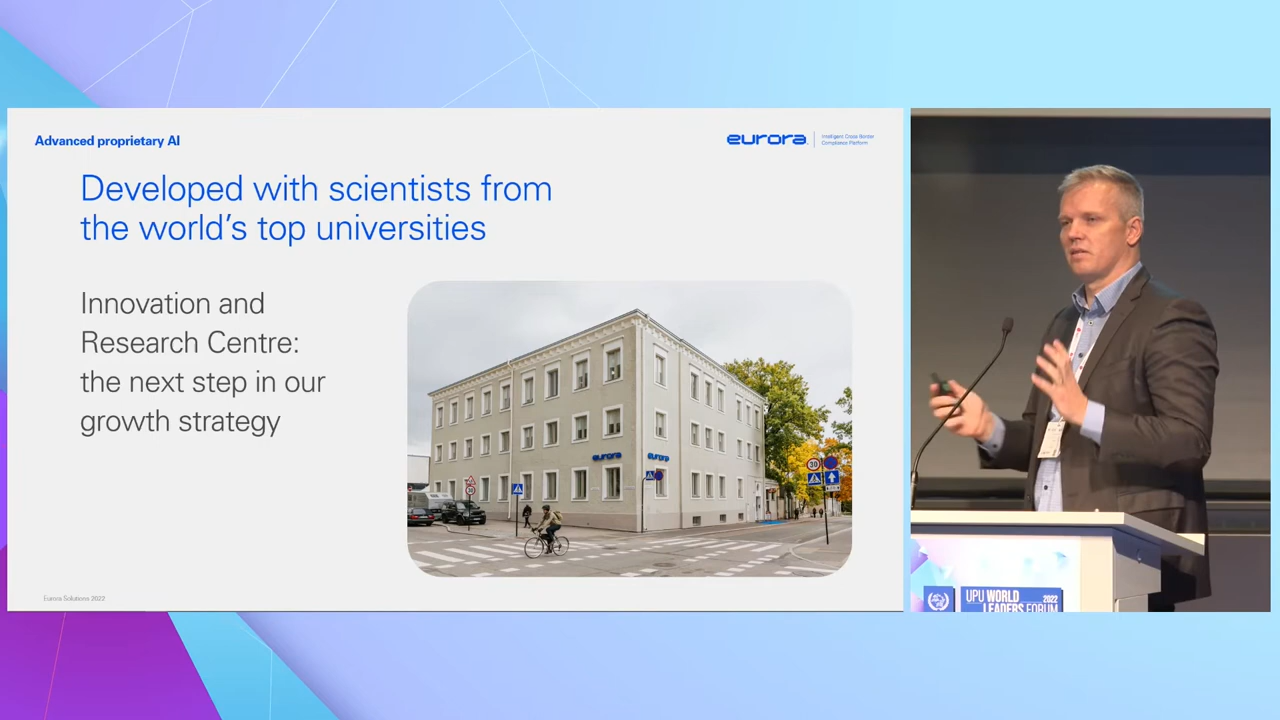 Advanced proprietary AI
eurora
Intelligent Cross Border
Compliance Platform
Developed with scientists from
the world's top universities
Innovation and
Research Centre:
the next step in our
growth strategy
eurora
eurora
30
30
Eurora Solutions 2022
UPU WORLD 2022
LEADERS FORUM